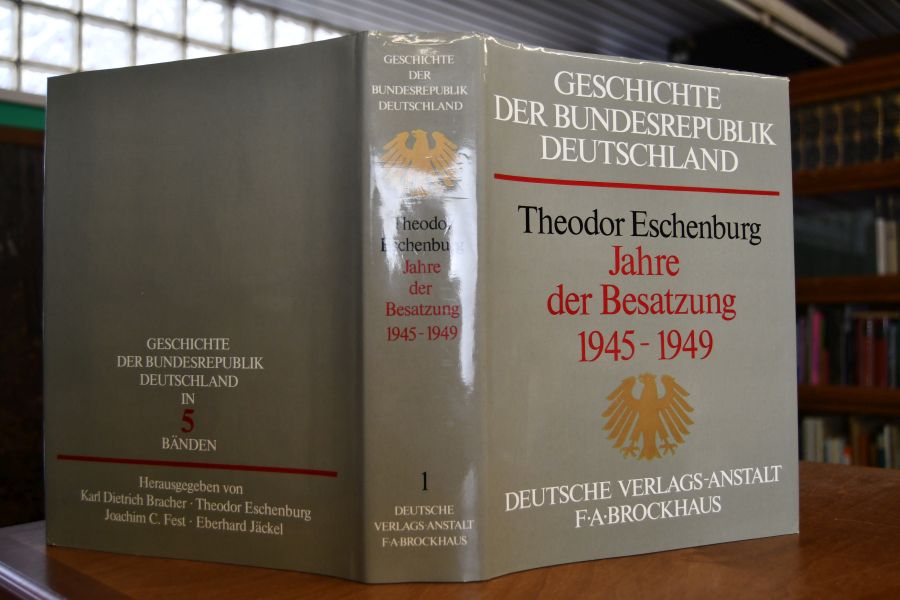 GESCHICHTE
DER BUNDESREPUBLIK
DEUTSCHLAND
IN
5
BÄNDEN
Herausgegeben von
Karl Dietrich Bracher · Theodor Eschenburg
Joachim C. Fest · Eberhard Jäckel
GESCHICHTE
DER
BUNDESREPUBLIK
DEUTSCHLAND
Theodor
Eschenburg
Jahre
der
Besatzung
1945-1949
1
DEUTSCHE
VERLAGS-ANSTALT
F·A·BROCKHAUS
GESCHICHTE
DER BUNDESREPUBLIK
DEUTSCHLAND
Theodor Eschenburg
Jahre
der Besatzung
1945-1949
DEUTSCHE VERLAGS-ANSTALT
F·A·BROCKHAUS